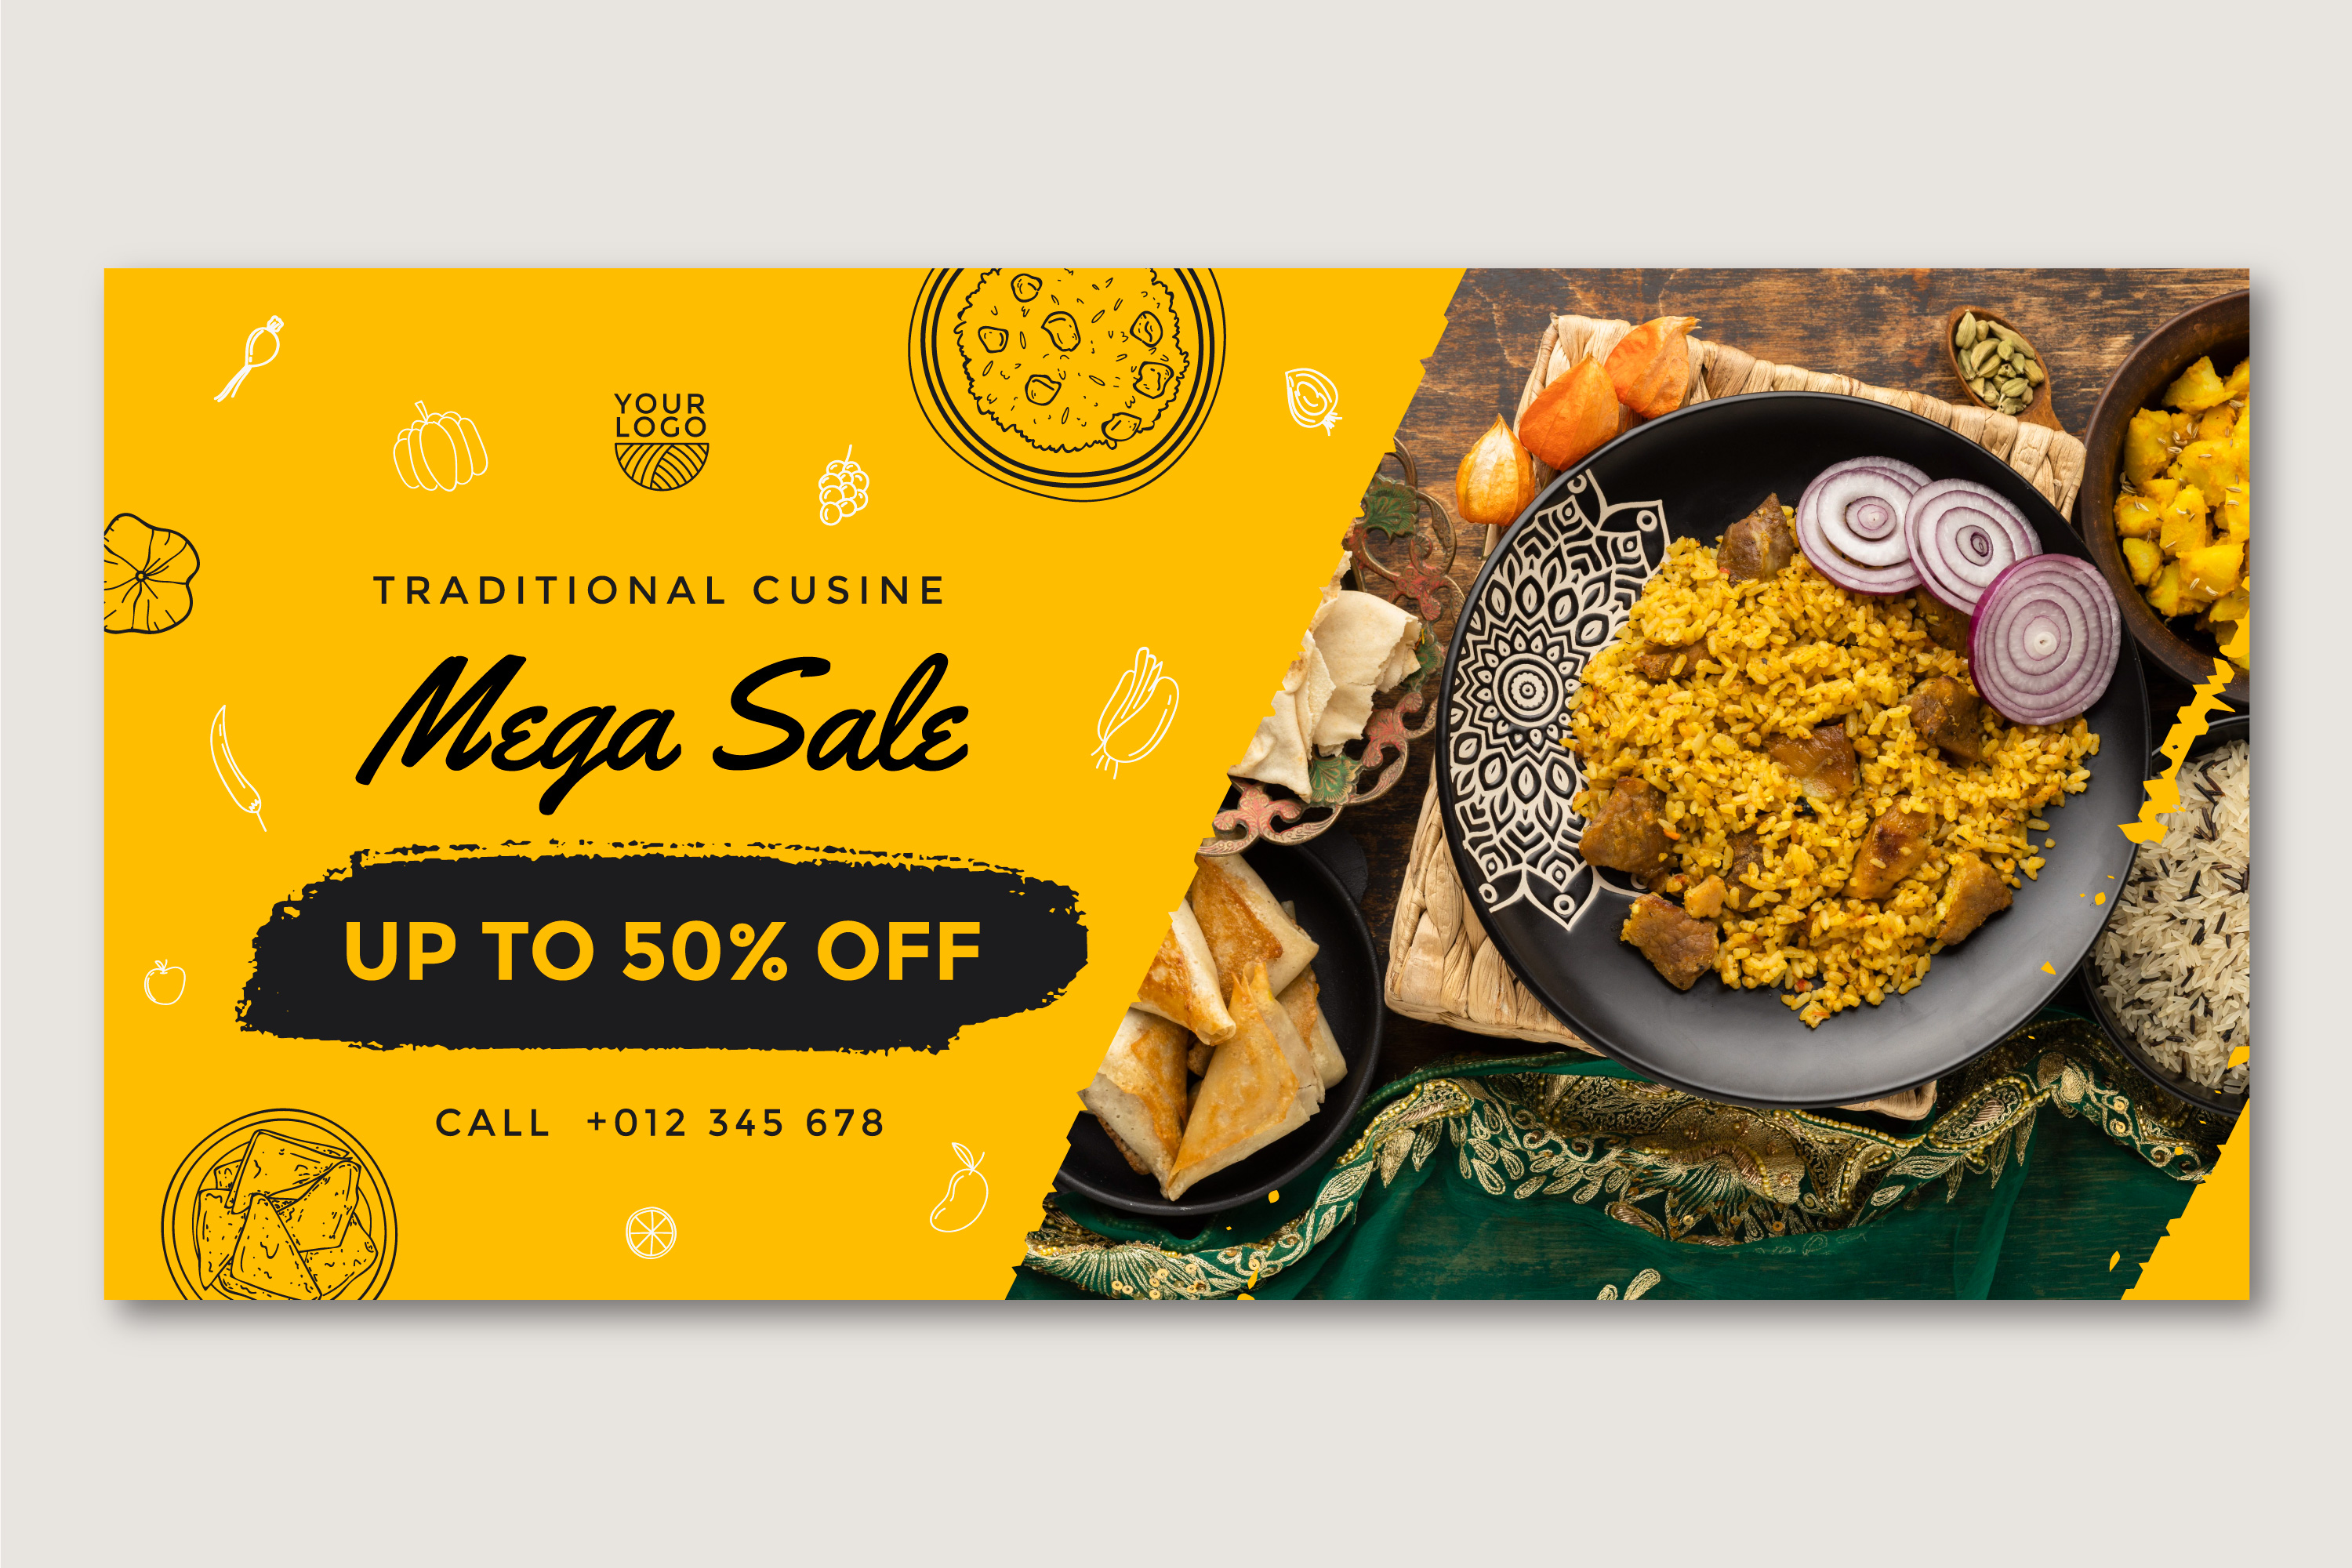 YOUR
LOGO
TRADITIONAL CUSINE
Mega Sale
UP TO 50% OFF
CALL +012 345 678